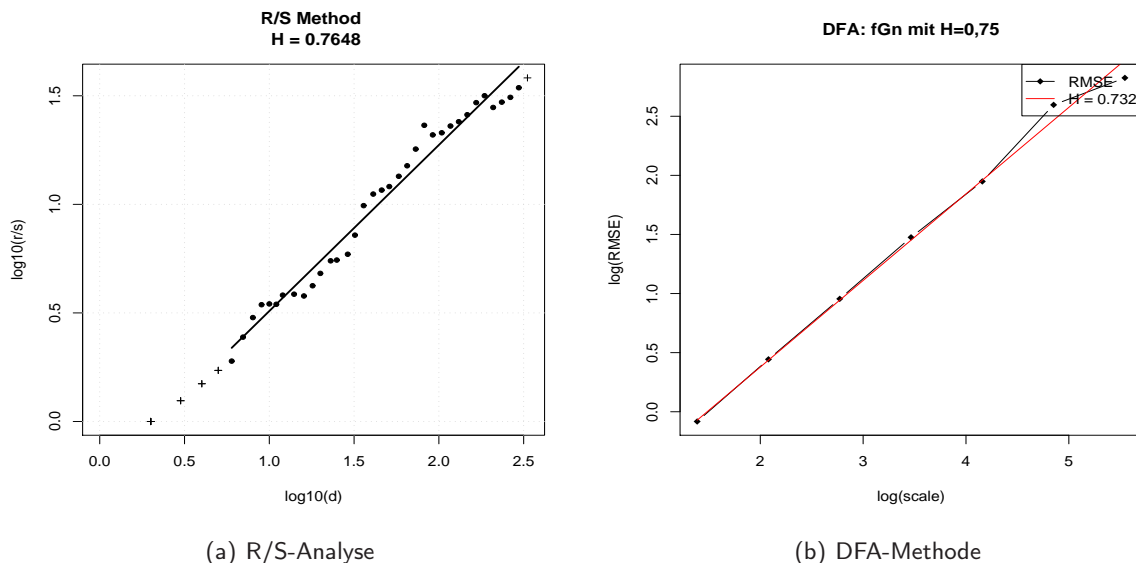 R/S Method
H = 0.7648
log10(r/s)
1.5
1.0
0.5
0.0
0.0 0.5 1.0 1.5 2.0 2.5
log10(d)
(a) R/S-Analyse
DFA: fGn mit H=0,75
RMSE
H = 0.732
log(RMSE)
2.5
2.0
1.5
1.0
0.5
0.0
2 3 4 5
log(scale)
(b) DFA-Methode